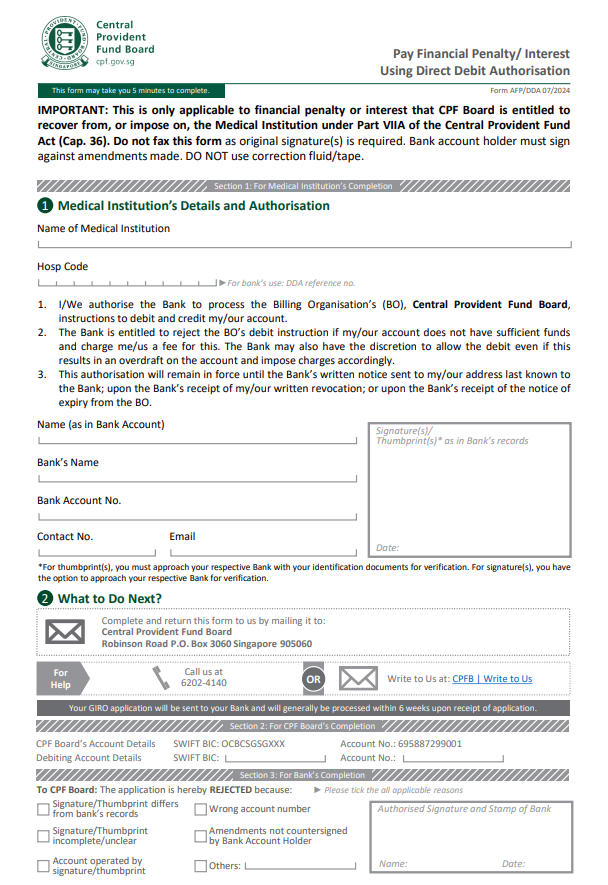 Central
Provident
Fund Board
cpf.gov.sg
CENTRAL PROVIDENT FUND BOARD
SINGAPORE
Pay Financial Penalty/ Interest
Using Direct Debit Authorisation
This form may take you 5 minutes to complete.
Form AFP/DDA 07/2024
IMPORTANT: This is only applicable to financial penalty or interest that CPF Board is entitled to
recover from, or impose on, the Medical Institution under Part VIIA of the Central Provident Fund
Act (Cap. 36). Do not fax this form as original signature(s) is required. Bank account holder must sign
against amendments made. DO NOT use correction fluid/tape.
Section 1: For Medical Institution's Completion
1 Medical Institution's Details and Authorisation
Name of Medical Institution
Hosp Code
For bank's use: DDA reference no.
1. I/We authorise the Bank to process the Billing Organisation's (BO), Central Provident Fund Board,
instructions to debit and credit my/our account.
2. The Bank is entitled to reject the BO's debit instruction if my/our account does not have sufficient funds
and charge me/us a fee for this. The Bank may also have the discretion to allow the debit even if this
results in an overdraft on the account and impose charges accordingly.
3. This authorisation will remain in force until the Bank's written notice sent to my/our address last known to
the Bank; upon the Bank's receipt of my/our written revocation; or upon the Bank's receipt of the notice of
expiry from the BO.
Name (as in Bank Account)
Signature(s)/
Thumbprint(s)* as in Bank's records
Bank's Name
Bank Account No.
Contact No. Email
Date:
*For thumbprint(s), you must approach your respective Bank with your identification documents for verification. For signature(s), you have
the option to approach your respective Bank for verification.
2 What to Do Next?
Complete and return this form to us by mailing it to:
Central Provident Fund Board
Robinson Road P.O. Box 3060 Singapore 905060
For
Help
Call us at
6202-4140
OR
Write to Us at: CPFB | Write to Us
Your GIRO application will be sent to your Bank and will generally be processed within 6 weeks upon receipt of application.
Section 2: For CPF Board's Completion
CPF Board's Account Details SWIFT BIC: OCBCSGSGXXX Account No.: 695887299001
Debiting Account Details SWIFT BIC: Account No.:
Section 3: For Bank's Completion
To CPF Board: The application is hereby REJECTED because: Please tick the all applicable reasons
Signature/Thumbprint differs
from bank's records
Wrong account number
Authorised Signature and Stamp of Bank
Signature/Thumbprint
incomplete/unclear
Amendments not countersigned
by Bank Account Holder
Account operated by
signature/thumbprint
Others:
Name: Date: